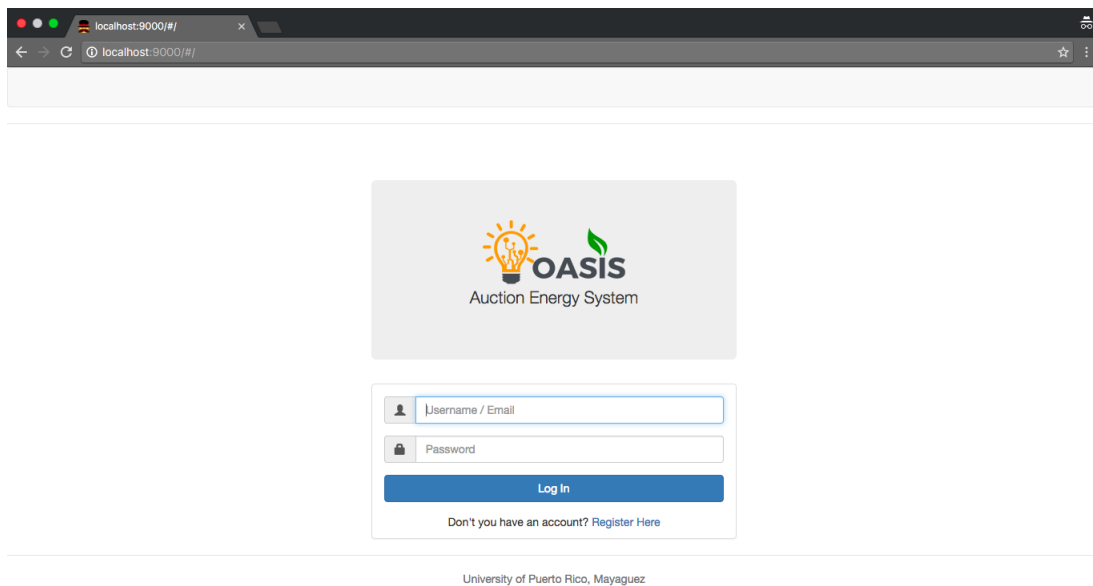 localhost:9000/#/
localhost:9000/#/
OASIS
Auction Energy System
Username / Email
Password
Log In
Don't you have an account? Register Here
University of Puerto Rico, Mayaguez